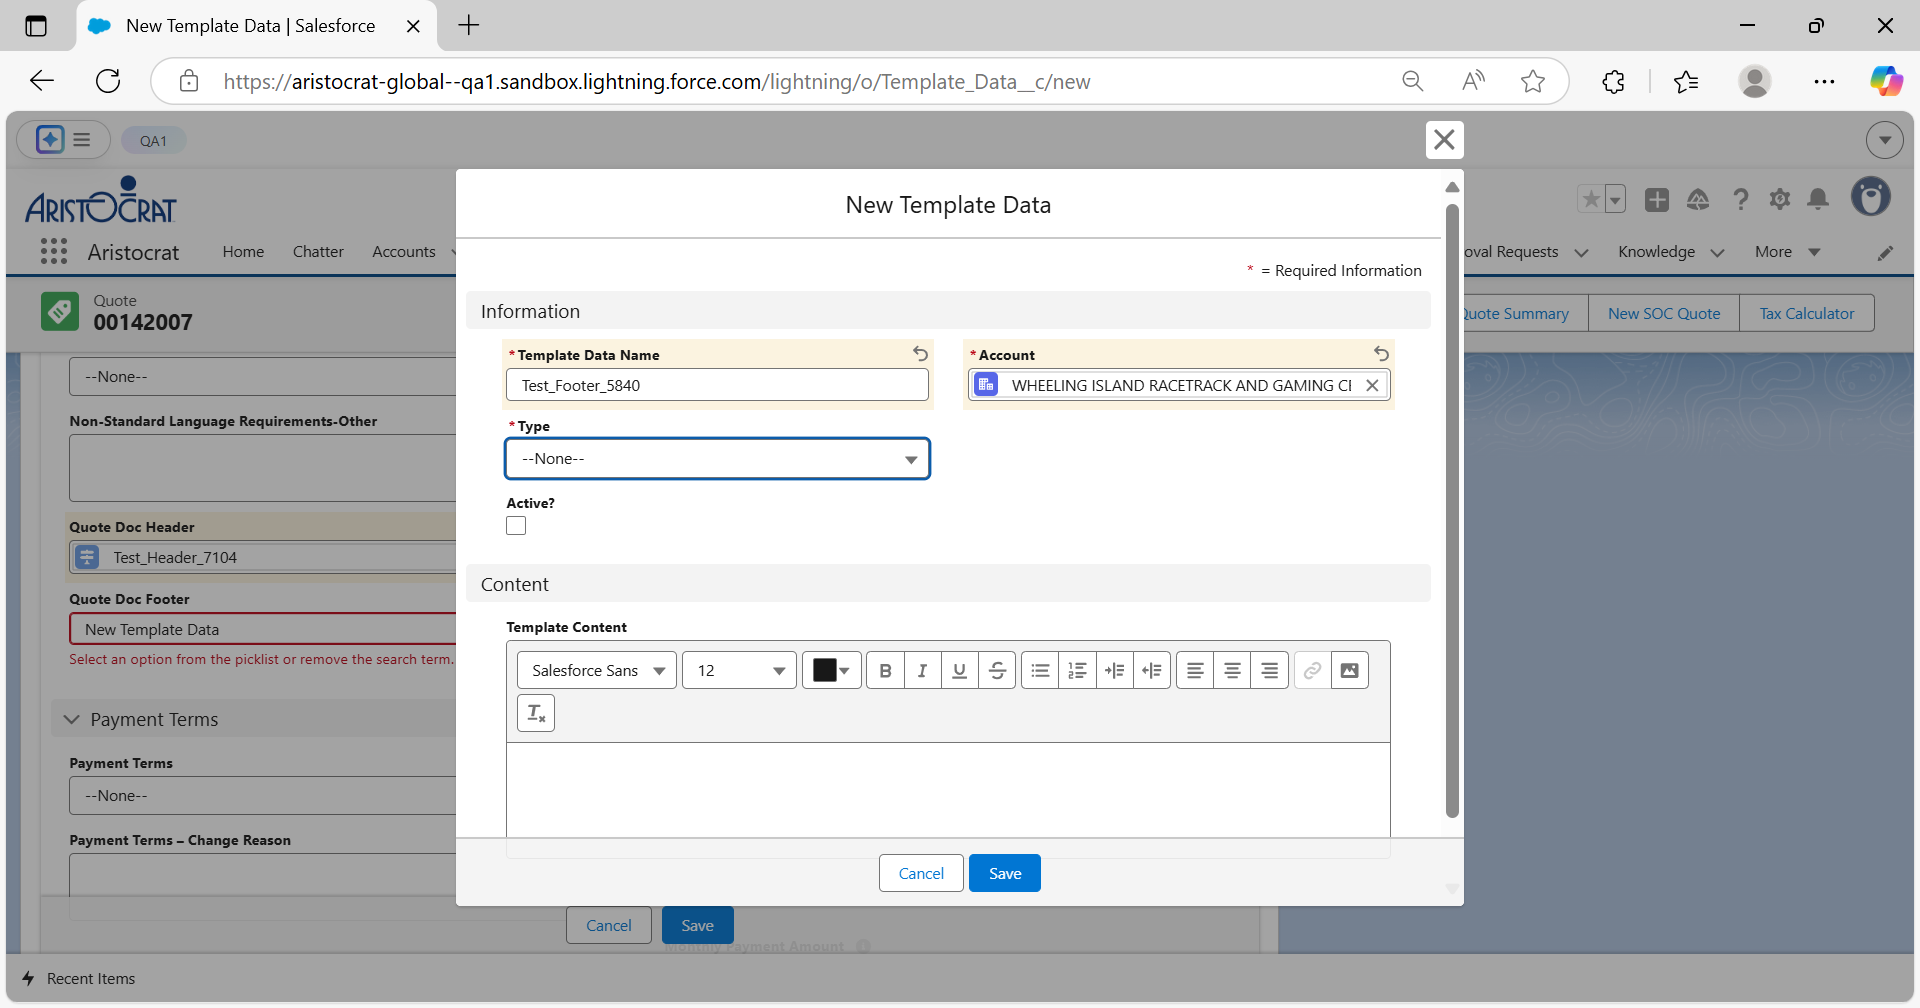 New Template Data | Salesforce
https://aristocrat-global--qa1.sandbox.lightning.force.com/lightning/o/Template_Data__c/new
QA1
ARISTOCRAT
Aristocrat
Home
Chatter
Accounts
oval Requests
Knowledge
More
Quote
00142007
Quote Summary
New SOC Quote
Tax Calculator
--None--
Non-Standard Language Requirements-Other
Quote Doc Header
Test_Header_7104
Quote Doc Footer
New Template Data
Select an option from the picklist or remove the search term.
Payment Terms
Payment Terms
--None--
Payment Terms – Change Reason
Cancel
Save
Monthly Payment Amount
New Template Data
* = Required Information
Information
*Template Data Name
Test_Footer_5840
*Account
WHEELING ISLAND RACETRACK AND GAMING CE
*Type
--None--
Active?
Content
Template Content
Salesforce Sans
12
Cancel
Save
Recent Items